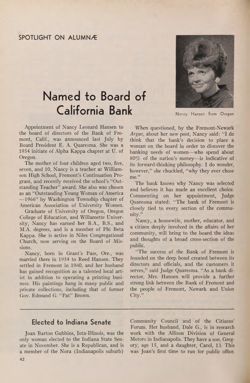 SPOTLIGHT ON ALUMNÆ
Named to Board of
California Bank
Nancy Hansen from Oregon
Appointment of Nancy Leonard Hansen to
the board of directors of the Bank of Fre-
mont, Calif., was announced last July by
Board President E. A. Quaresma. She was a
1934 initiate of Alpha Kappa chapter at U. of
Oregon.
The mother of four children aged two, five,
seven, and 10, Nancy is a teacher at William-
son High School, Fremont's Continuation Pro-
gram, and recently received the school's "Out-
standing Teacher" award. She also was chosen
as an "Outstanding Young Woman of America
—1966" by Washington Township chapter of
American Association of University Women.
Graduate of University of Oregon, Oregon
College of Education, and Willamette Univer-
sity, Nancy has earned her B.A., B.S., and
M.A. degrees, and is a member of Phi Beta
Kappa. She is active in Niles Congregational
Church, now serving on the Board of Mis-
sions.
Nancy, born in Grant's Pass, Ore., was
married there in 1934 to Reed Hansen. They
settled in Fremont in 1940, and her husband
has gained recognition as a talented local art-
ist in addition to operating a printing busi-
ness. His paintings hang in many public and
private collections, including that of former
Gov. Edmund G. "Pat" Brown.
When questioned, by the Fremont-Newark
Argus, about her new post, Nancy said: "I do
think that the bank's decision to place a
woman on the board in order to discover the
banking needs of women—who spend about
80% of the nation's money—is indicative of
its forward-thinking philosophy. I do wonder,
however," she chuckled, "why they ever chose
me."
The bank knows why Nancy was selected
and believes it has made an excellent choice.
Commenting on her appointment, Judge
Quaresma stated: "The bank of Fremont is
closely tied to every section of the commu-
nity."
Nancy, a housewife, mother, educator, and
a citizen deeply involved in the affairs of her
community, will bring to the board the ideas
and thoughts of a broad cross-section of the
public.
"The success of the Bank of Fremont is
founded on the deep bond created between its
directors and officials, and the customers it
serves," said Judge Quaresma. "As a bank di-
rector, Mrs. Hansen will provide a further
strong link between the Bank of Fremont and
the people of Fremont, Newark and Union
City."
Elected to Indiana Senate
Joan Barton Gubbins, Iota-Illinois, was the
only woman elected to the Indiana State Sen-
ate in November. She is a Republican, and is a
member of the Nora (Indianapolis suburb)
Community Council and of the Citizens'
Forum. Her husband, Dale G., is in research
work with the Allison Division of General
Motors in Indianapolis. They have a son, Greg-
ory, age 15, and a daughter, Carol, 13. This
was Joan's first time to run for public office
42